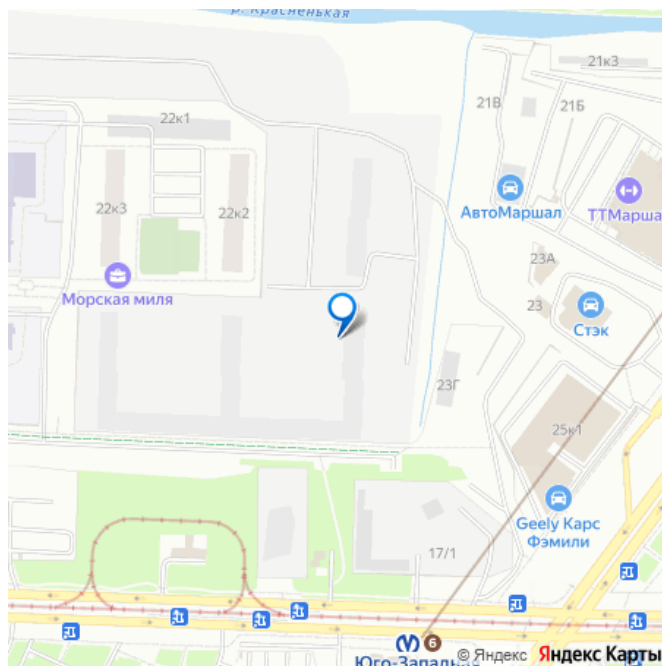 р. Красненькая
21к3
21В
21Б
22к1
АвтоМаршал
ТТМарша
22к3
22к2
23А
Морская миля
23
Стэк
23Г
25к1
Geely Карс
Фэмили
17/1
6
Юго-Западная
© Яндекс Яндекс Карты